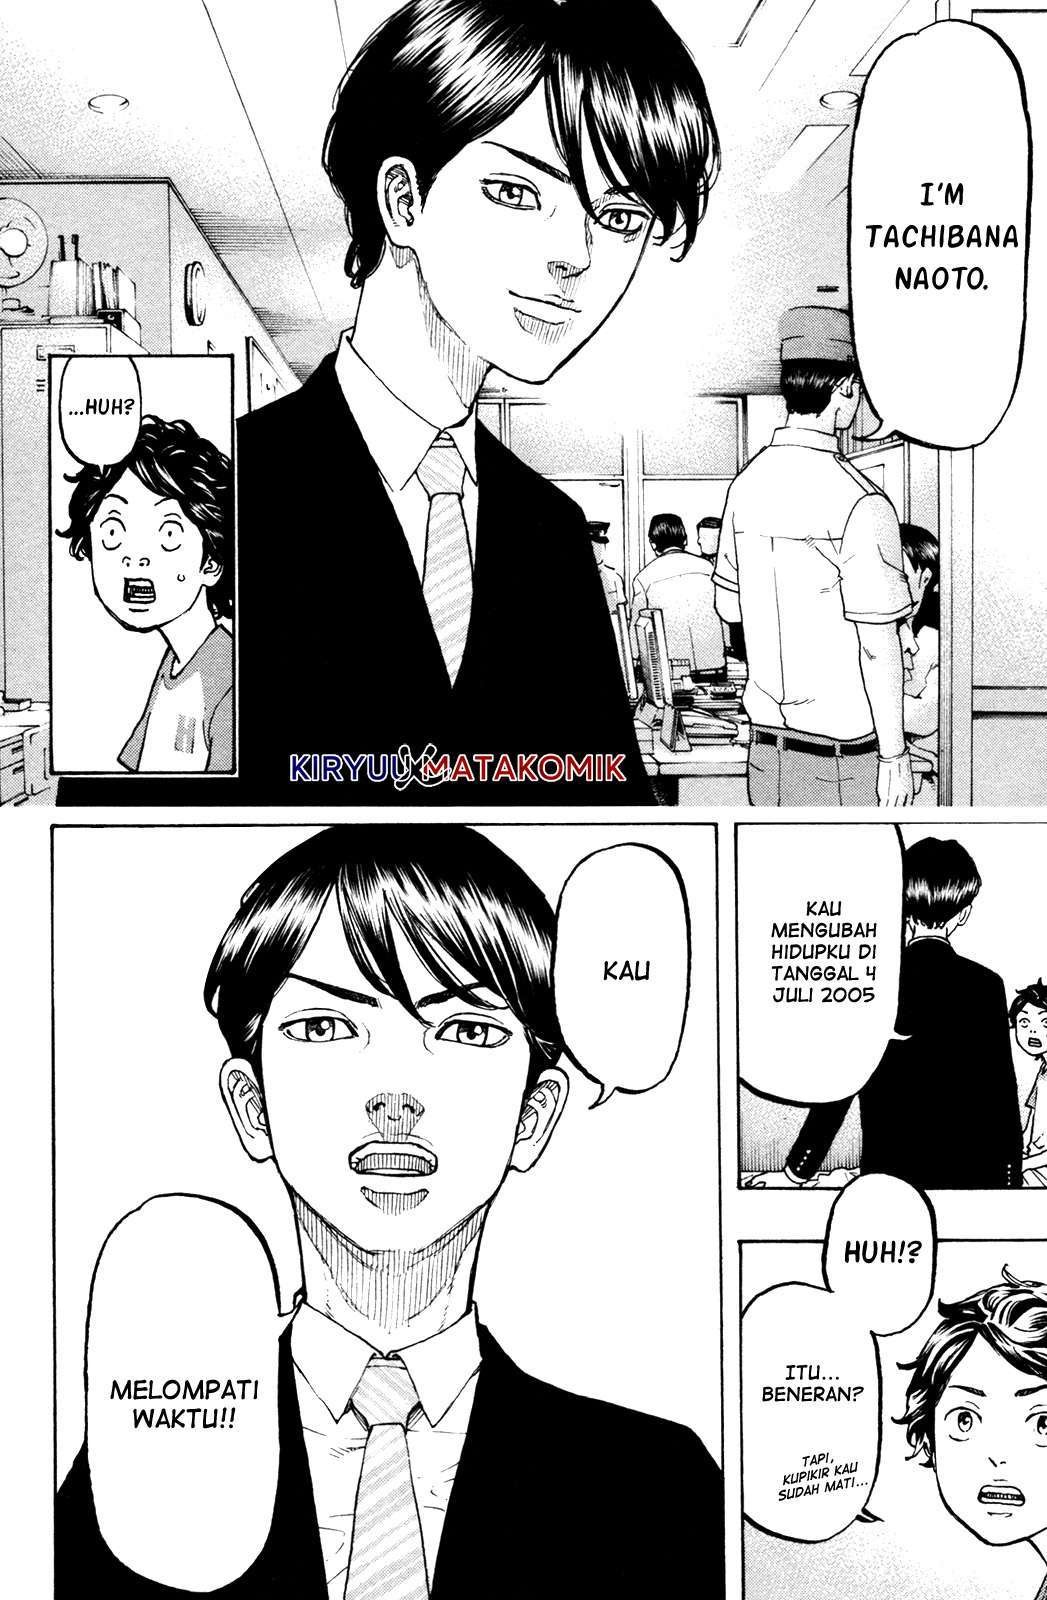 I'M
TACHIBANA
NAOTO.
...HUH?
KIRYUU X MATAKOMIK
KAU
MENGUBAH
HIDUPKU DI
TANGGAL 4
JULI 2005
HUH!?
ITU...
BENERAN?
TAPI,
KUPIKIR KAU
SUDAH MATI...
KAU
MELOMPATI
WAKTU!!